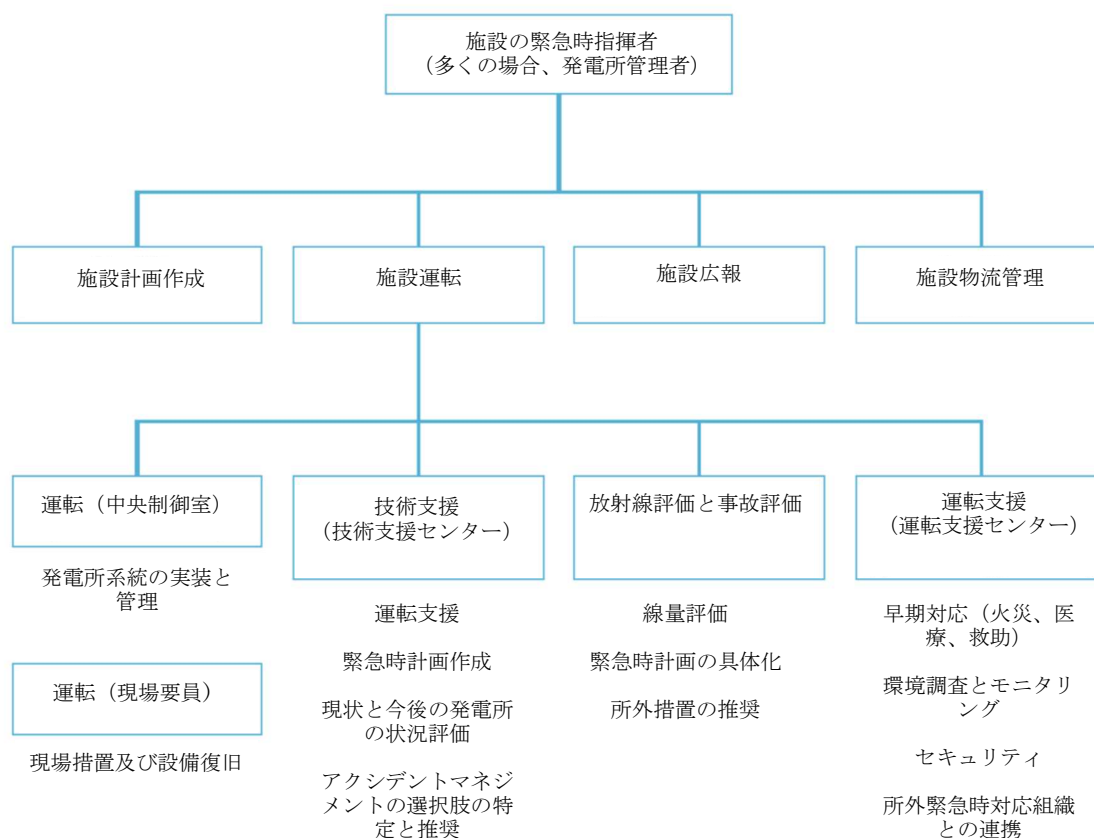 施設の緊急時指揮者
（多くの場合、発電所管理者）
施設計画作成
施設運転
施設広報
施設物流管理
運転（中央制御室）
発電所系統の実装と
管理
運転（現場要員）
現場措置及び設備復旧
技術支援
（技術支援センター）
運転支援
緊急時計画作成
現状と今後の発電所
の状況評価
アクシデントマネジ
メントの選択肢の特
定と推奨
放射線評価と事故評価
線量評価
緊急時計画の具体化
所外措置の推奨
運転支援
（運転支援センター）
早期対応（火災、医
療、救助）
環境調査とモニタリ
ング
セキュリティ
所外緊急時対応組織
との連携